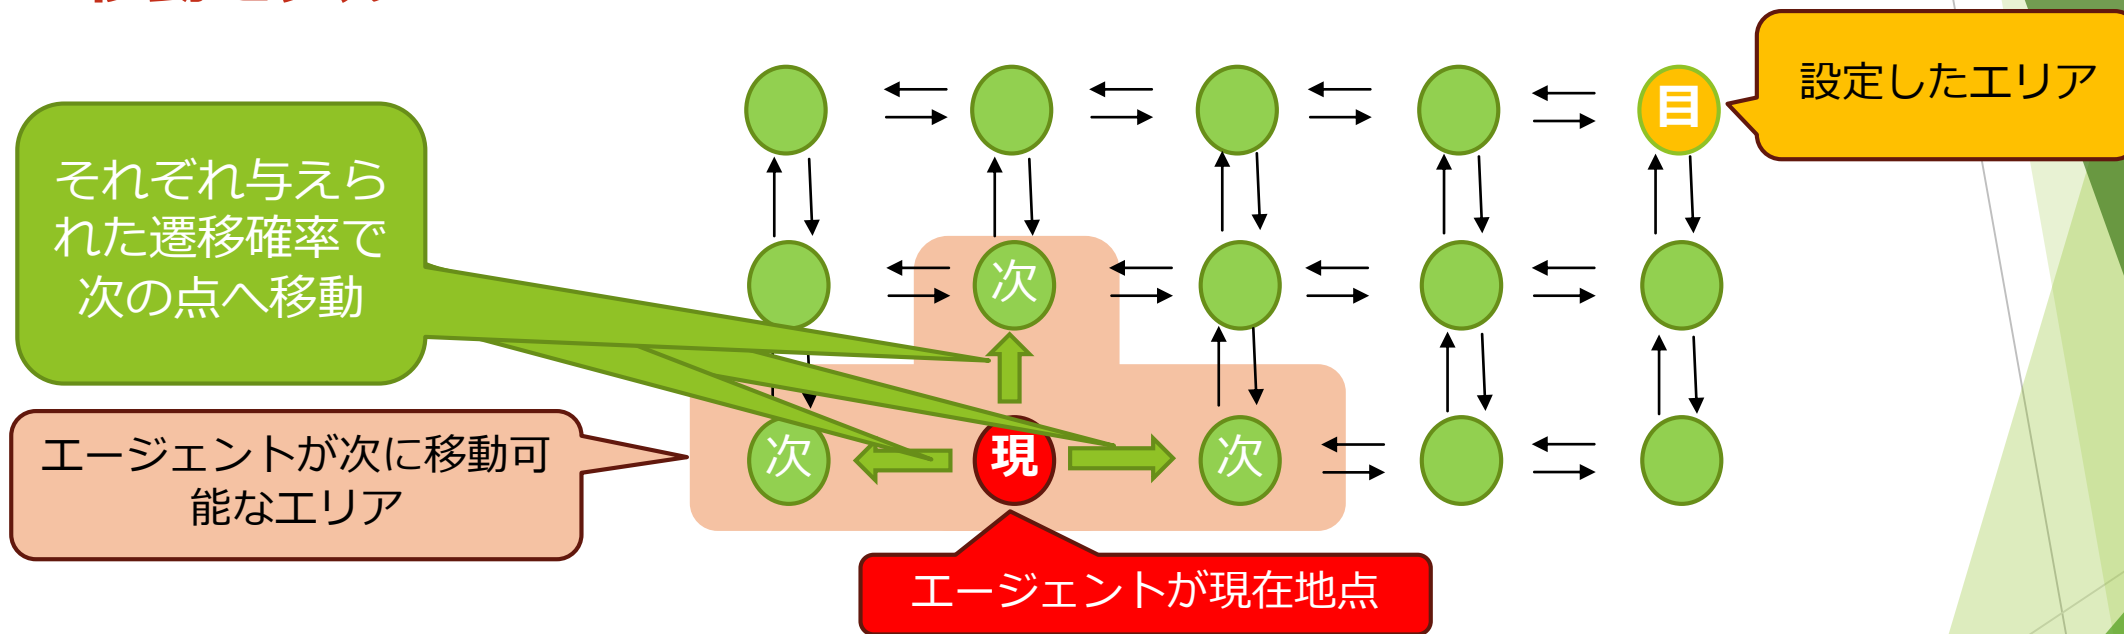 設定したエリア
目
それぞれ与えら
れた遷移確率で
次の点へ移動
次
エージェントが次に移動可
能なエリア
次
現
次
エージェントが現在地点